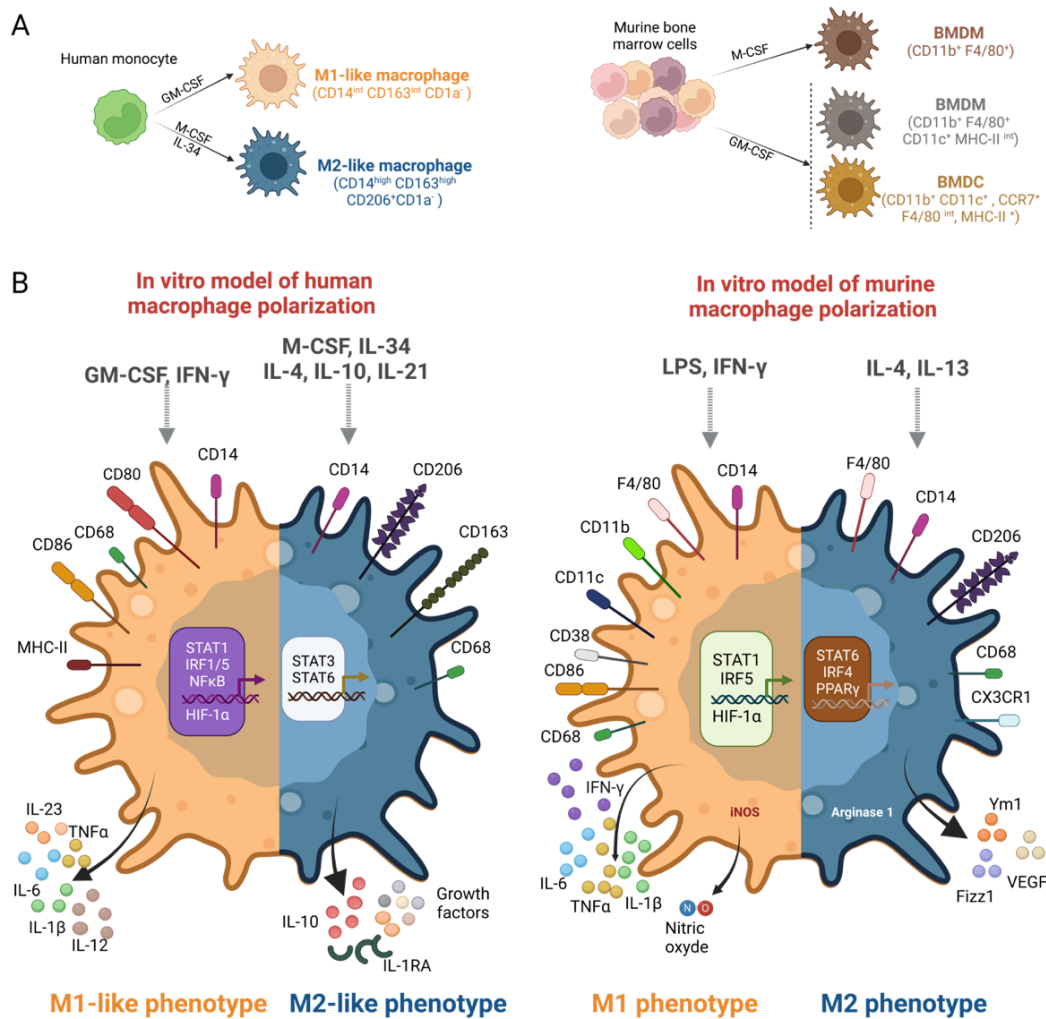 A
Human monocyte
GM-CSF
M-CSF
IL-34
M1-like macrophage
(CD14int CD163int CD1a-)
M2-like macrophage
(CD14high CD163high
CD206+CD1a-)
Murine bone
marrow cells
M-CSF
GM-CSF
BMDM
(CD11b+ F4/80+)
BMDM
(CD11b+ F4/80+
CD11c+ MHC-II int)
BMDC
(CD11b+ CD11c+ , CCR7+
F4/80 int, MHC-II +)
B
In vitro model of human
macrophage polarization
GM-CSF, IFN-γ
M-CSF, IL-34
IL-4, IL-10, IL-21
CD14
CD80
CD68
CD86
MHC-II
CD14
CD206
CD163
CD68
STAT1
IRF1/5
NFκB
HIF-1α
STAT3
STAT6
IL-23
TNFα
IL-6
IL-1β
IL-12
IL-10
Growth
factors
IL-1RA
M1-like phenotype
M2-like phenotype
In vitro model of murine
macrophage polarization
LPS, IFN-γ
IL-4, IL-13
F4/80
CD14
CD11b
CD11c
CD38
CD86
CD68
F4/80
CD14
CD206
CD68
CX3CR1
STAT1
IRF5
HIF-1α
STAT6
IRF4
PPARγ
IFN-γ
iNOS
Arginase 1
IL-6
TNFα
IL-1β
N O
Nitric
oxyde
Ym1
Fizz1
VEGF
M1 phenotype
M2 phenotype